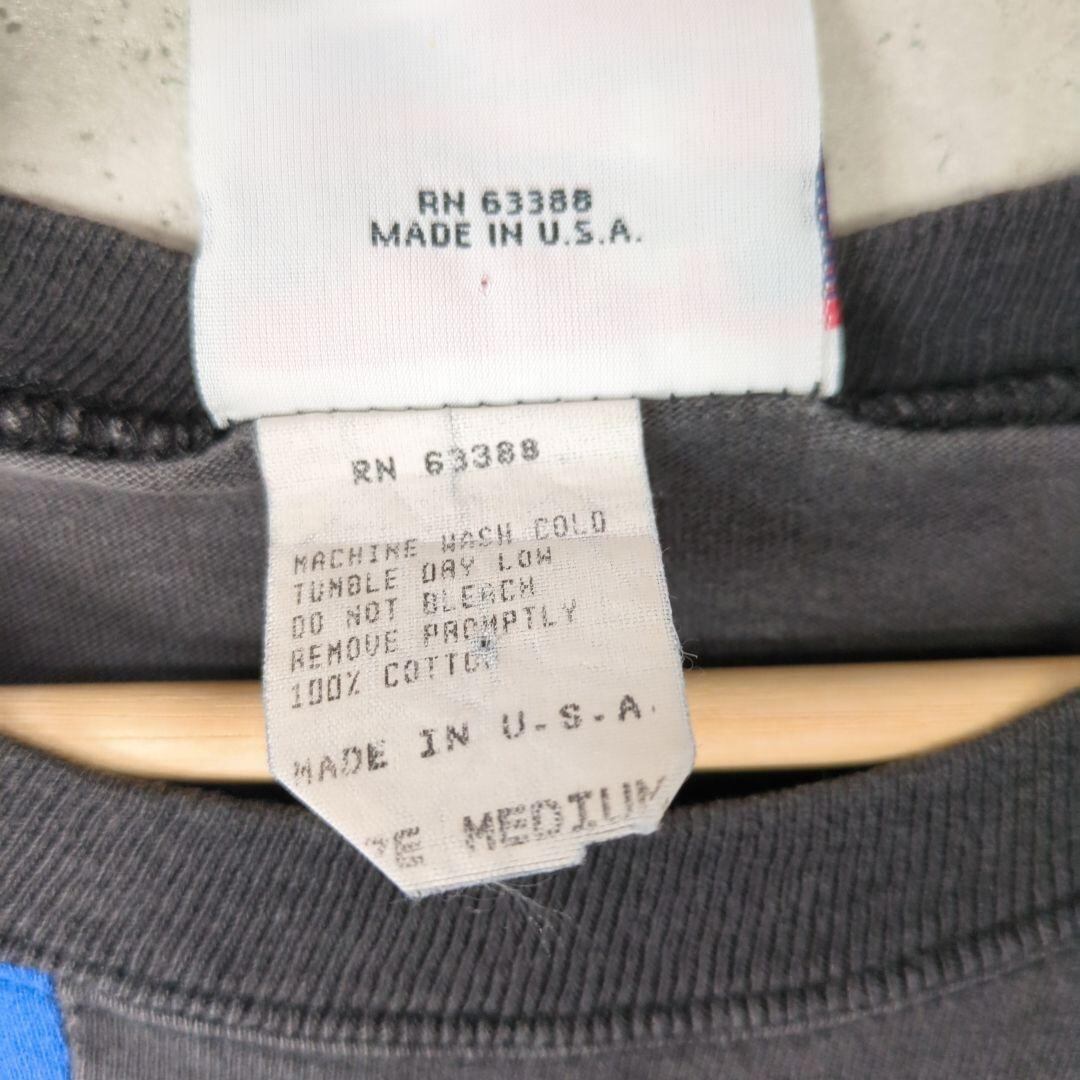 RN 63388
MADE IN U.S.A.
RN 63388
MACHINE WASH COLD
TUMBLE DRY LOW
DO NOT BLEACH
REMOVE PROMPTLY
100% COTTON
MADE IN U.S.A.
ZE MEDIUM